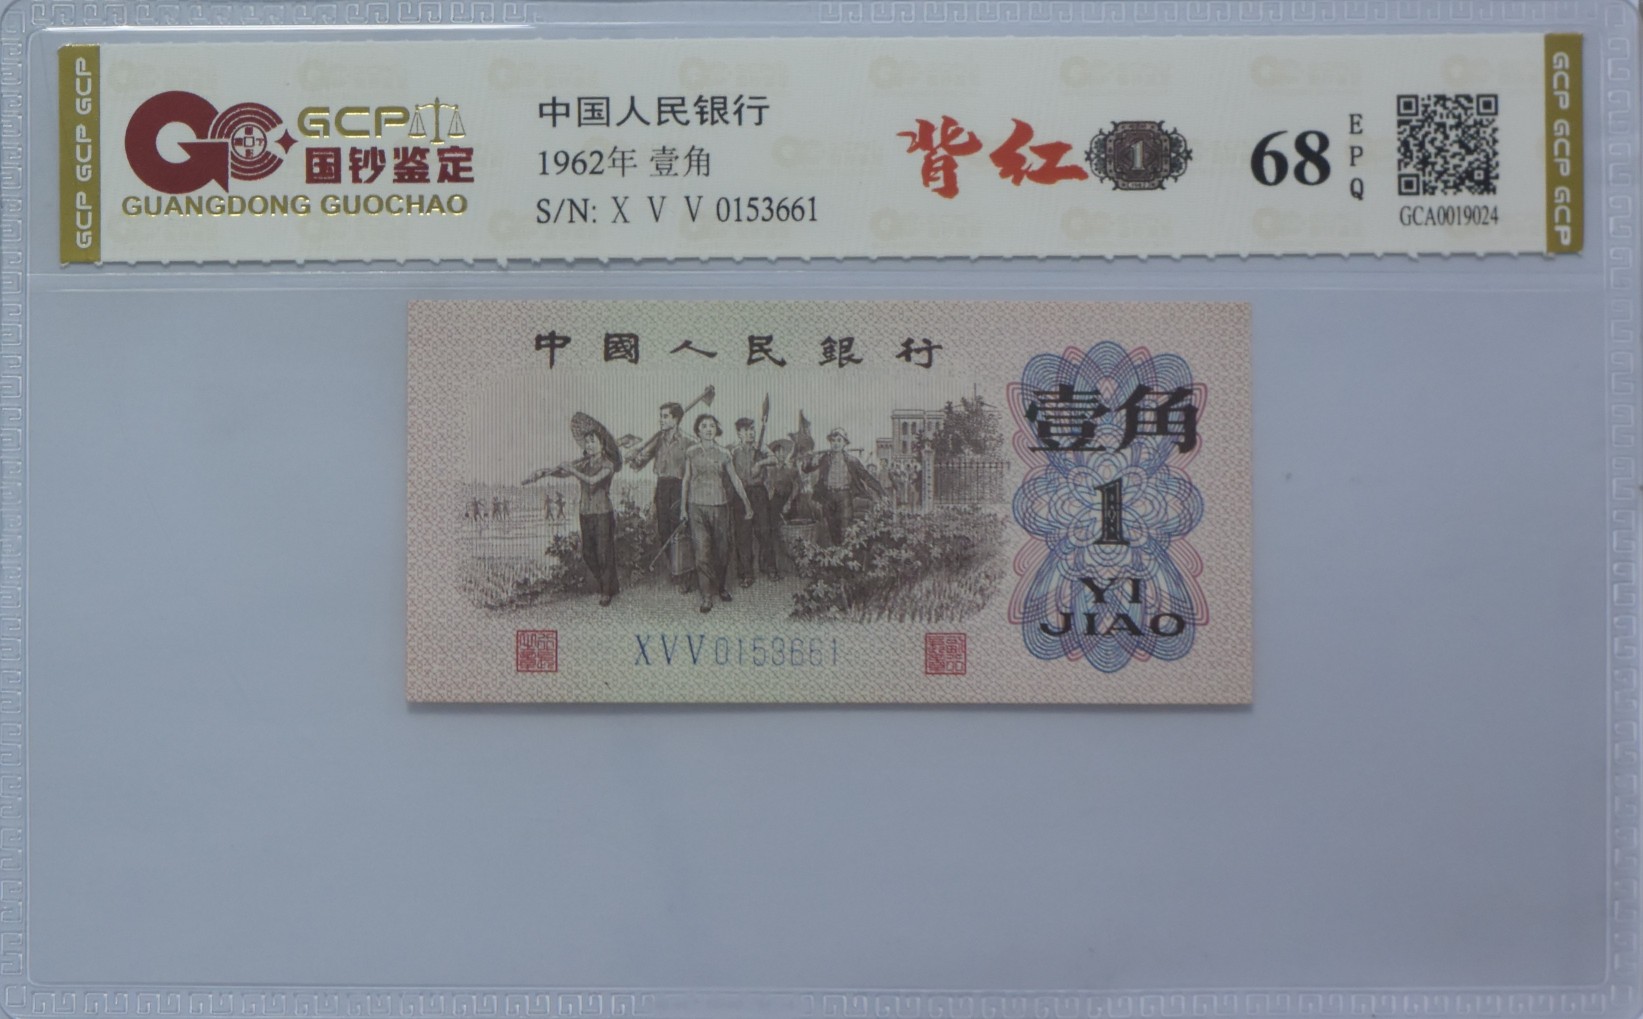 GCP GCP GCP
GCP
国钞鉴定
GUANGDONG GUOCHAO
中国人民银行
1962年 壹角
S/N: X V V 0153661
背红
1
68
EPQ
GCA0019024
GCP GCP GCP
中國人民銀行
壹角
1
YI
JIAO
XVV0153661